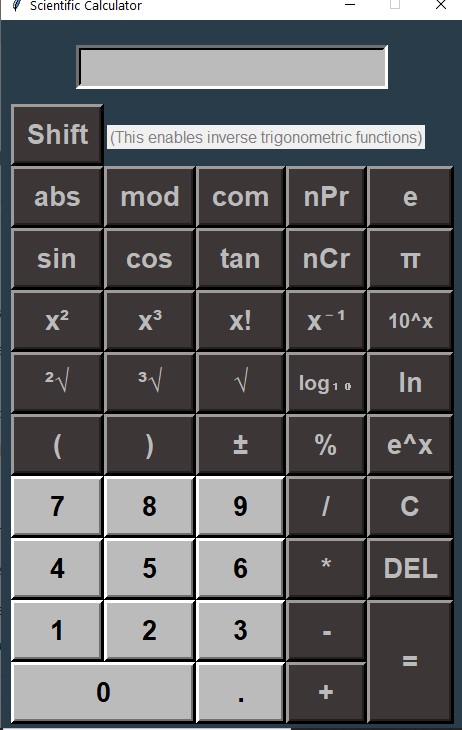 Scientific Calculator
Shift (This enables inverse trigonometric functions)
abs mod com nPr e
sin cos tan nCr π
x² x³ x! x⁻¹ 10^x
²√ ³√ √ log₁₀ ln
( ) ± % e^x
7 8 9 / C
4 5 6 * DEL
1 2 3 -
=
0 . +